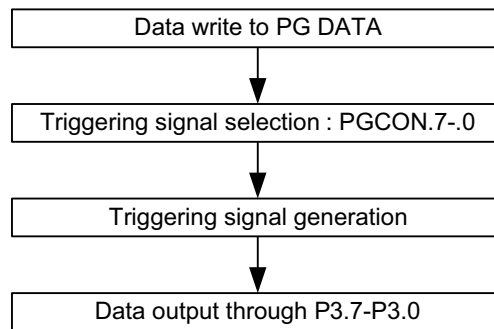 Data write to PG DATA
Triggering signal selection : PGCON.7-.0
Triggering signal generation
Data output through P3.7-P3.0